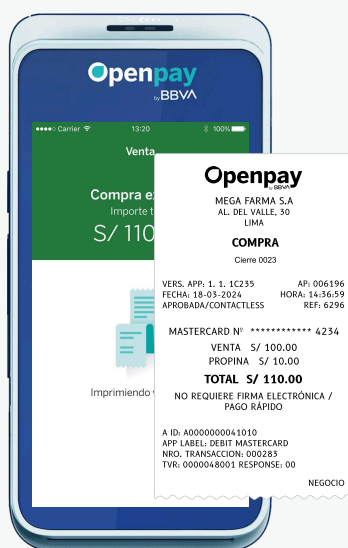 Openpay
by BBVA
Carrier 13:20 100%
Venta
Compra e
Importe t
S/ 110
Imprimiendo
Openpay
by BBVA
MEGA FARMA S.A
AL. DEL VALLE, 30
LIMA
COMPRA
Cierre 0023
VERS. APP: 1. 1. 1C235 AP: 006196
FECHA: 18-03-2024 HORA: 14:36:59
APROBADA/CONTACTLESS REF: 6296
MASTERCARD Nº ************ 4234
VENTA S/ 100.00
PROPINA S/ 10.00
TOTAL S/ 110.00
NO REQUIERE FIRMA ELECTRÓNICA /
PAGO RÁPIDO
A ID: A0000000041010
APP LABEL: DEBIT MASTERCARD
NRO. TRANSACCION: 000283
TVR: 0000048001 RESPONSE: 00
NEGOCIO